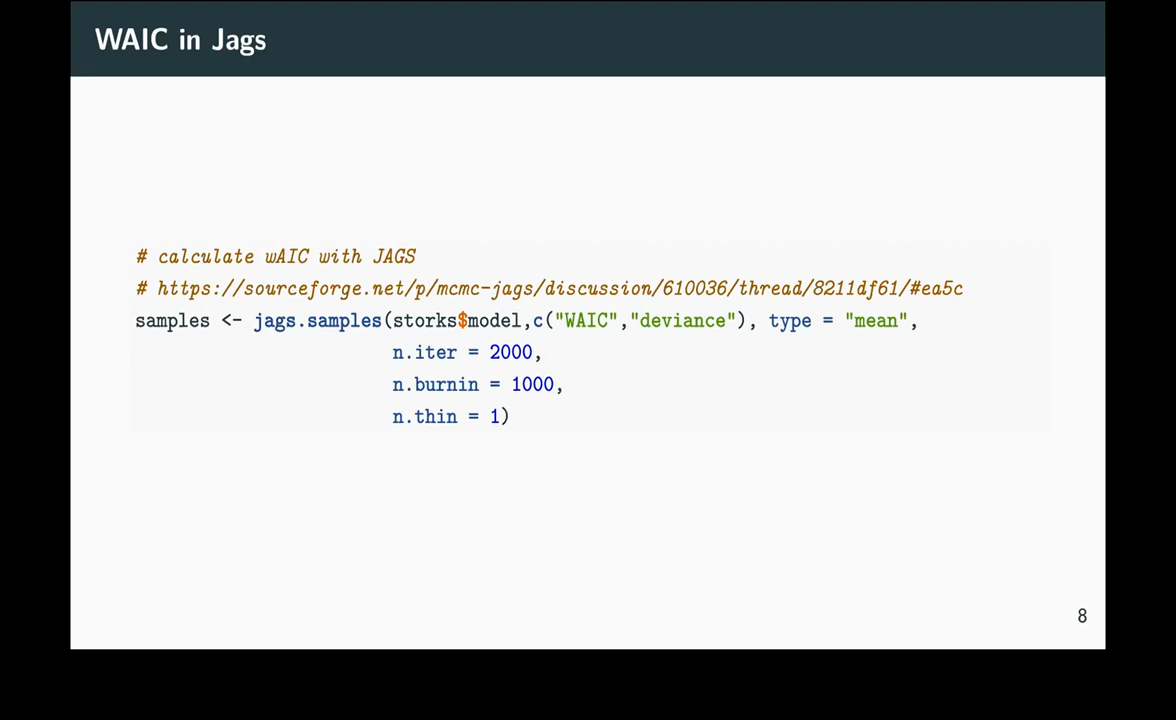 WAIC in Jags
# calculate wAIC with JAGS
# https://sourceforge.net/p/mcmc-jags/discussion/610036/thread/8211df61/#ea5c
samples <- jags.samples(storks$model,c("WAIC","deviance"), type = "mean",
n.iter = 2000,
n.burnin = 1000,
n.thin = 1)
8